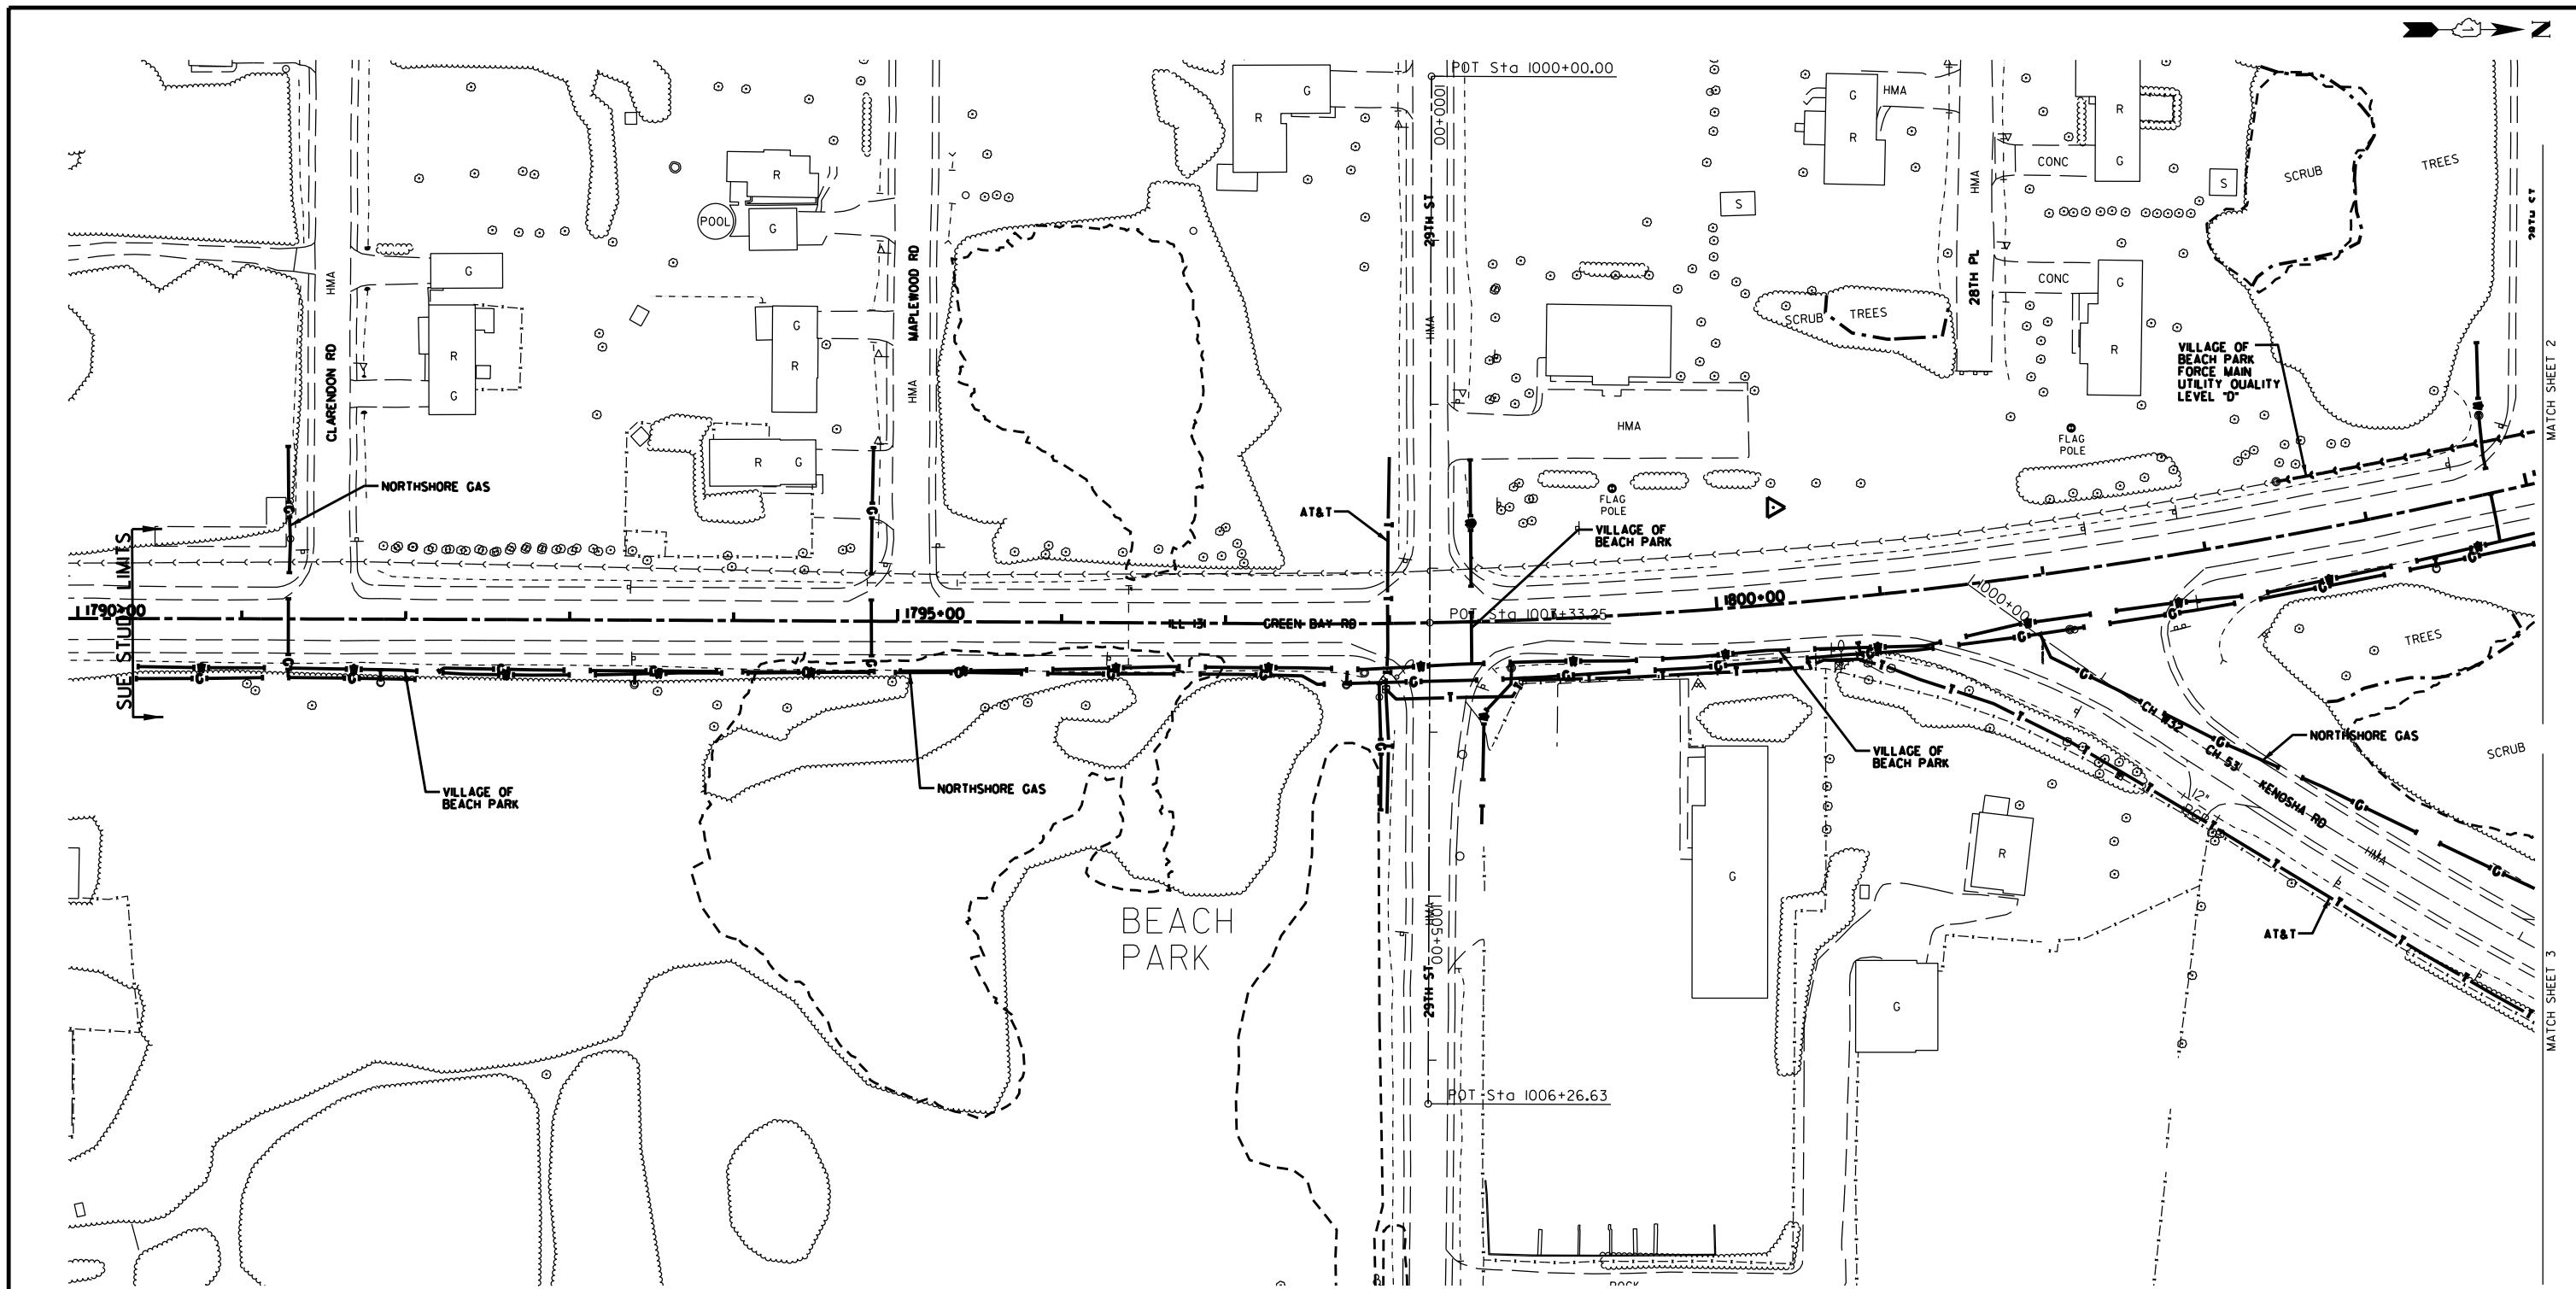 N
POT Sta 1000+00.00
1000+00
G
R
G
R
HMA
HMA
CONC
R
G
S
SCRUB
TREES
R
POOL
G
S
29TH ST
28TH PL
CONC
G
R
HMA
CLARENDON RD
G
R
G
MAPLEWOOD RD
HMA
G
R
R G
HMA
SCRUB
TREES
HMA
VILLAGE OF
BEACH PARK
FORCE MAIN
UTILITY QUALITY
LEVEL "D"
MATCH SHEET 2
FLAG
POLE
FLAG
POLE
NORTHSHORE GAS
AT&T
VILLAGE OF
BEACH PARK
SUE STUDY LIMITS
1790+00
1795+00
ILL 131
GREEN BAY RD
1800+00
1000+00
TREES
SCRUB
VILLAGE OF
BEACH PARK
NORTHSHORE GAS
VILLAGE OF
BEACH PARK
CH W32
CH 53
KENOSHA RD
NORTHSHORE GAS
12"
HMA
BEACH
PARK
1005+00
29TH ST
G
R
G
AT&T
MATCH SHEET 3
POT Sta 1006+26.63